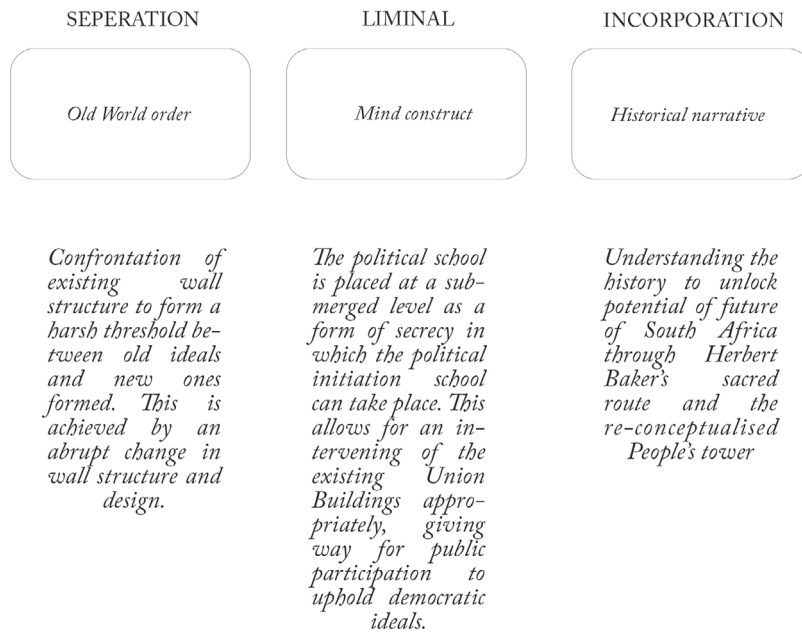 SEPERATION
Old World order
Confrontation of
existing wall
structure to form a
harsh threshold be-
tween old ideals
and new ones
formed. This is
achieved by an
abrupt change in
wall structure and
design.
LIMINAL
Mind construct
The political school
is placed at a sub-
merged level as a
form of secrecy in
which the political
initiation school
can take place. This
allows for an in-
tervening of the
existing Union
Buildings appro-
priately, giving
way for public
participation to
uphold democratic
ideals.
INCORPORATION
Historical narrative
Understanding the
history to unlock
potential of future
of South Africa
through Herbert
Baker's sacred
route and the
re-conceptualised
People's tower